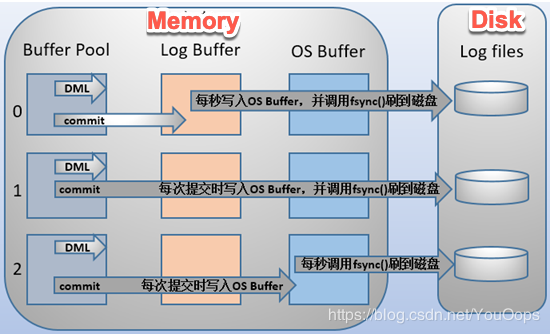 Memory
Disk
Buffer Pool
Log Buffer
OS Buffer
Log files
0
DML
commit
每秒写入OS Buffer，并调用fsync()刷到磁盘
1
DML
commit
每次提交时写入OS Buffer，并调用fsync()刷到磁盘
2
DML
每秒调用fsync()刷到磁盘
commit
每次提交时写入OS Buffer
https://blog.csdn.net/YouOops